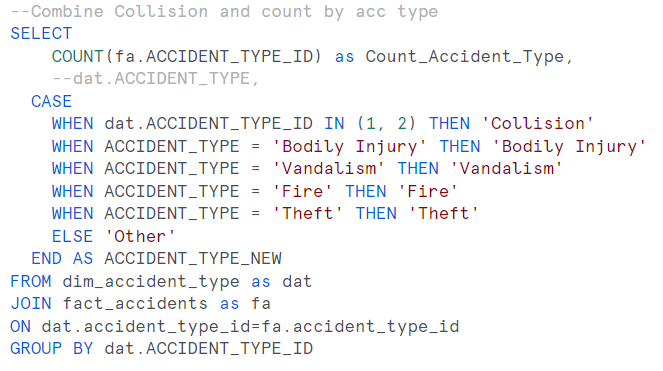 --Combine Collision and count by acc type
SELECT
COUNT(fa.ACCIDENT_TYPE_ID) as Count_Accident_Type,
--dat.ACCIDENT_TYPE,
CASE
WHEN dat.ACCIDENT_TYPE_ID IN (1, 2) THEN 'Collision'
WHEN ACCIDENT_TYPE = 'Bodily Injury' THEN 'Bodily Injury'
WHEN ACCIDENT_TYPE = 'Vandalism' THEN 'Vandalism'
WHEN ACCIDENT_TYPE = 'Fire' THEN 'Fire'
WHEN ACCIDENT_TYPE = 'Theft' THEN 'Theft'
ELSE 'Other'
END AS ACCIDENT_TYPE_NEW
FROM dim_accident_type as dat
JOIN fact_accidents as fa
ON dat.accident_type_id=fa.accident_type_id
GROUP BY dat.ACCIDENT_TYPE_ID